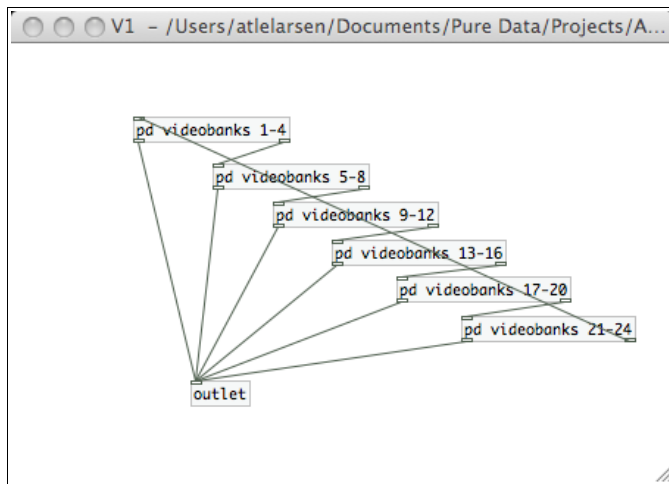 V1 – /Users/atlelarsen/Documents/Pure Data/Projects/A...
pd videobanks 1-4
pd videobanks 5-8
pd videobanks 9-12
pd videobanks 13-16
pd videobanks 17-20
pd videobanks 21-24
outlet